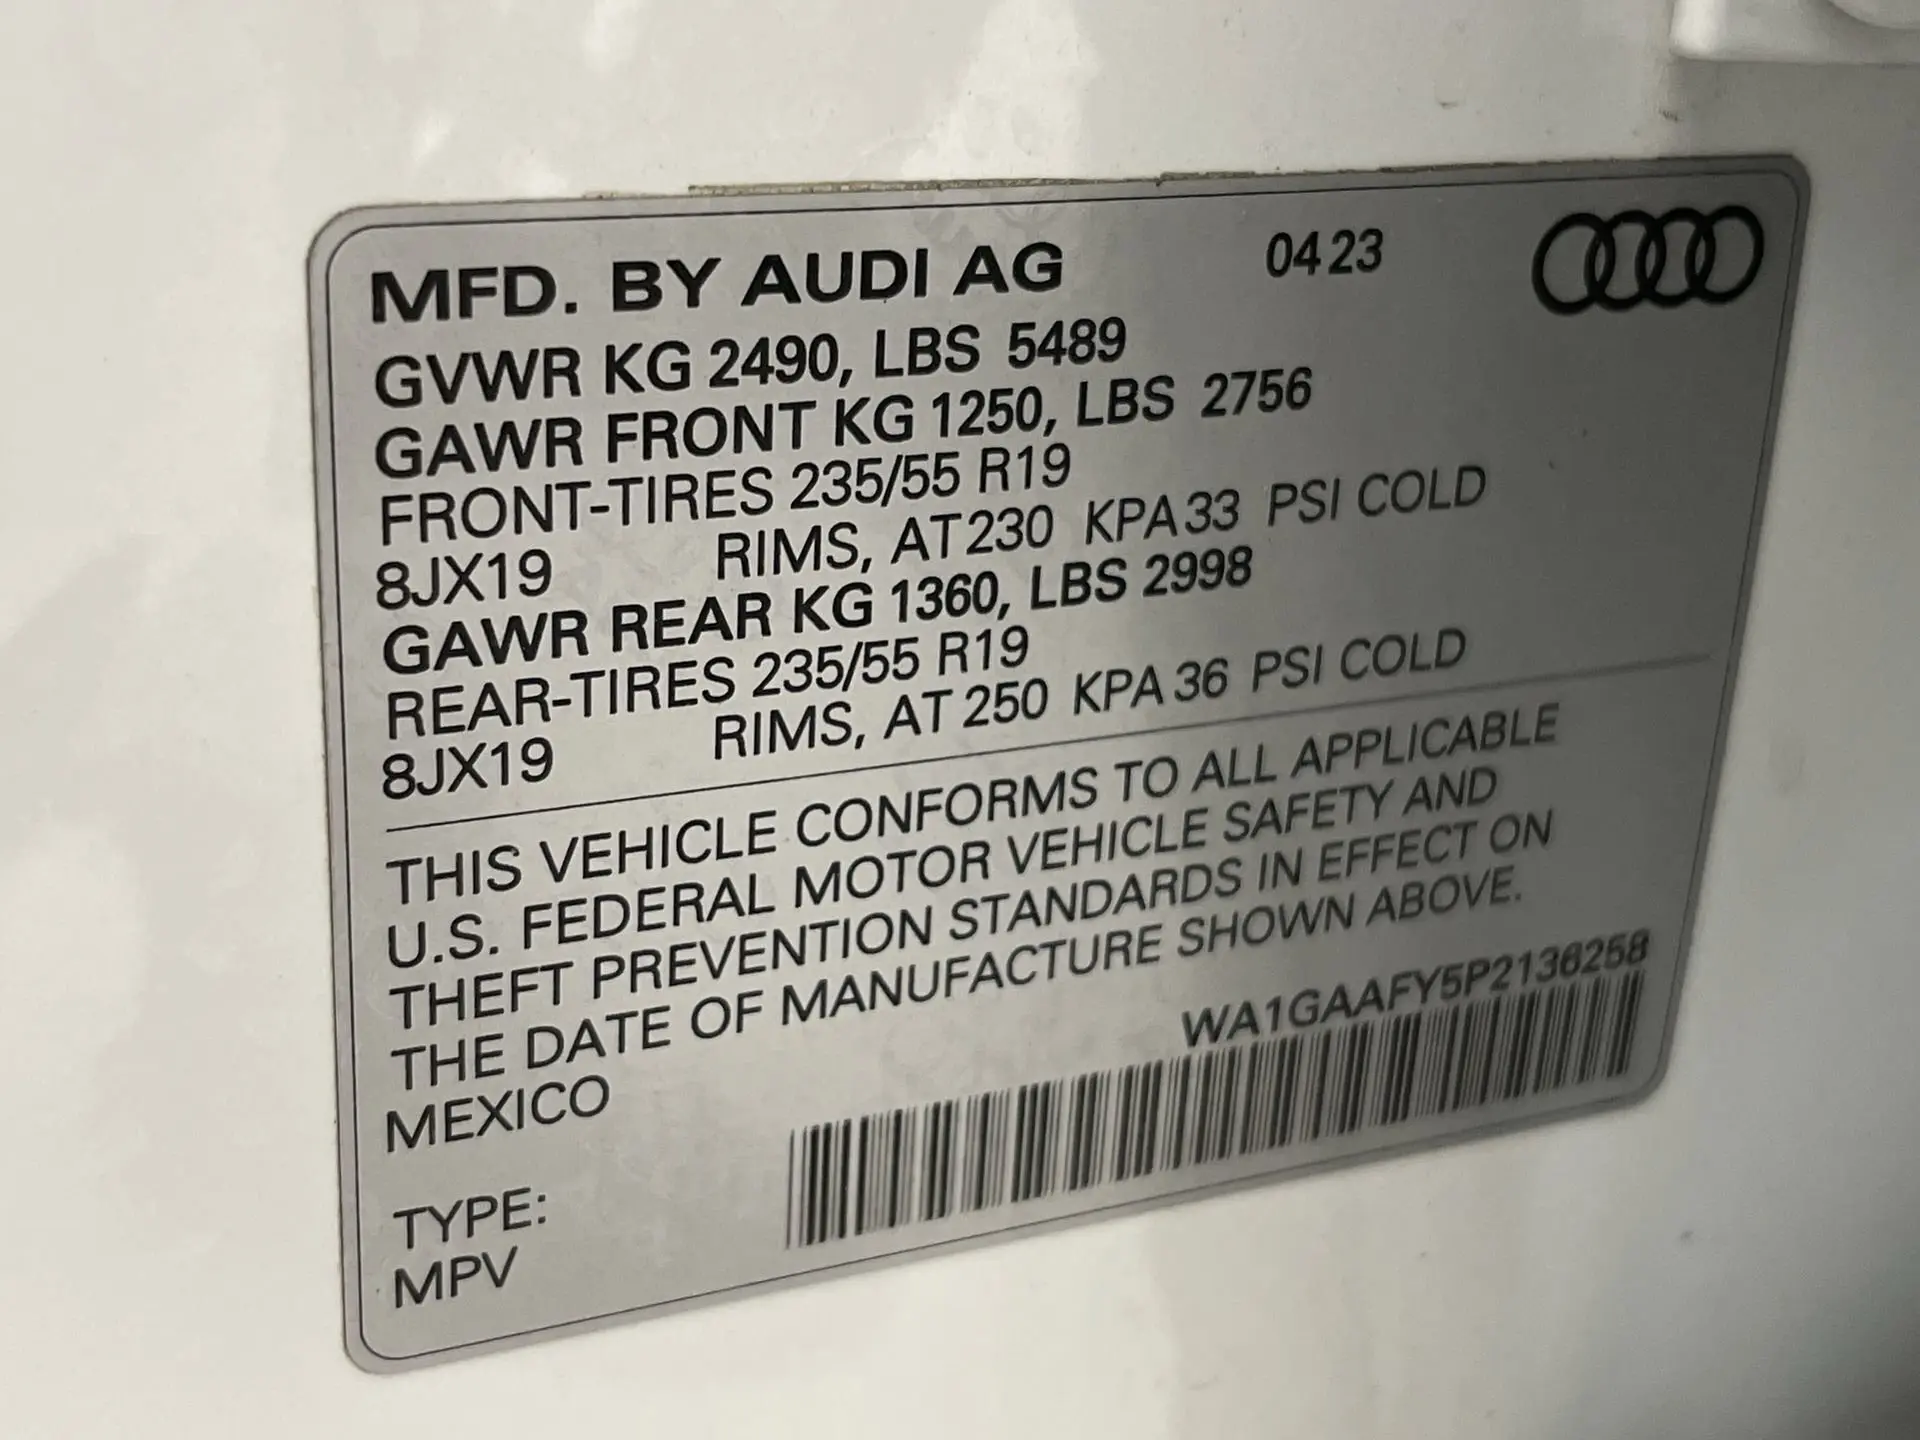 MFD. BY AUDI AG 04 23
GVWR KG 2490, LBS 5489
GAWR FRONT KG 1250, LBS 2756
FRONT-TIRES 235/55 R19
8JX19 RIMS, AT 230 KPA 33 PSI COLD
GAWR REAR KG 1360, LBS 2998
REAR-TIRES 235/55 R19
8JX19 RIMS, AT 250 KPA 36 PSI COLD
THIS VEHICLE CONFORMS TO ALL APPLICABLE
U.S. FEDERAL MOTOR VEHICLE SAFETY AND
THEFT PREVENTION STANDARDS IN EFFECT ON
THE DATE OF MANUFACTURE SHOWN ABOVE.
MEXICO WA1GAAFY5P2136258
TYPE:
MPV